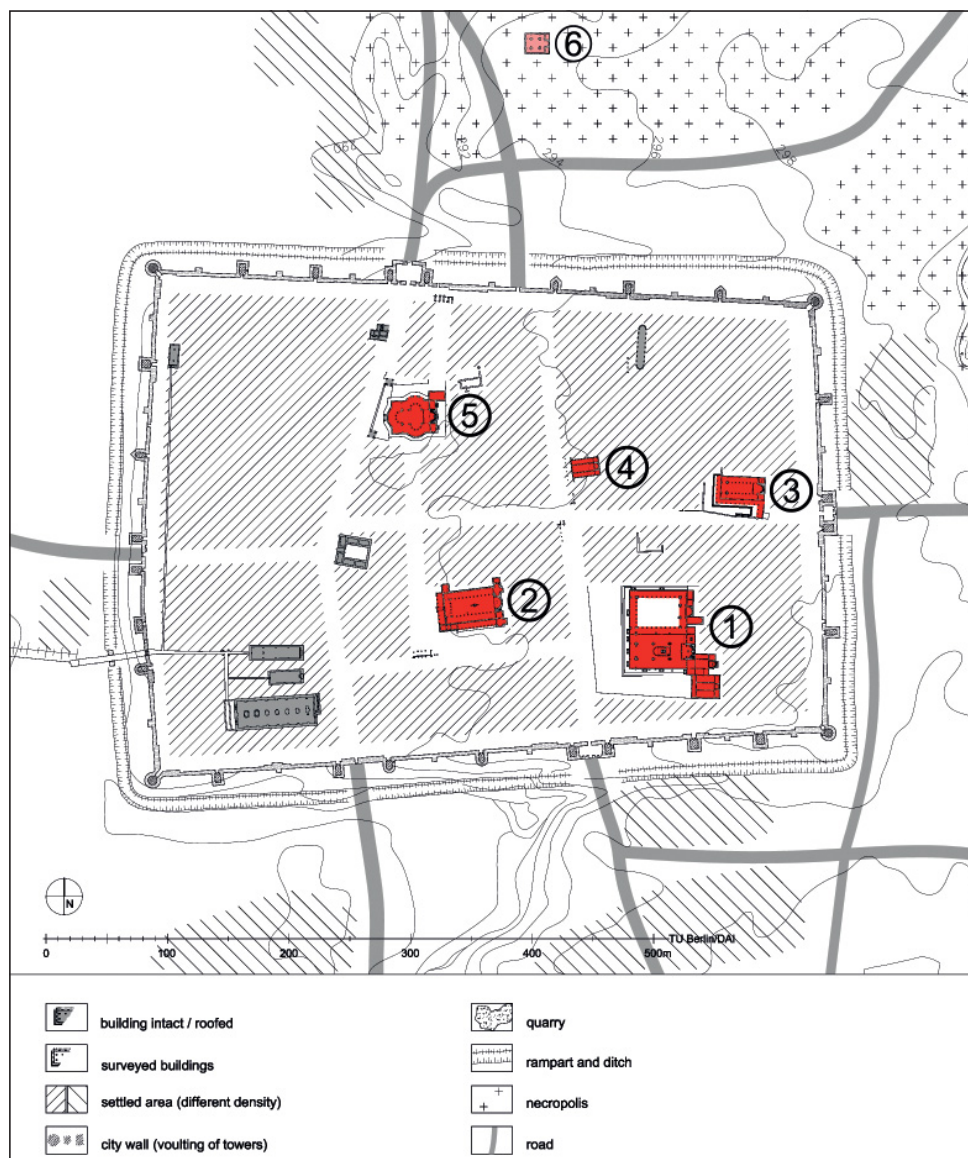 6
290
292
294
296
298
5
4
3
2
1
N
0 100 200 300 400 500m
TU Berlin/DAI
building intact / roofed
surveyed buildings
settled area (different density)
city wall (voulting of towers)
quarry
rampart and ditch
necropolis
road